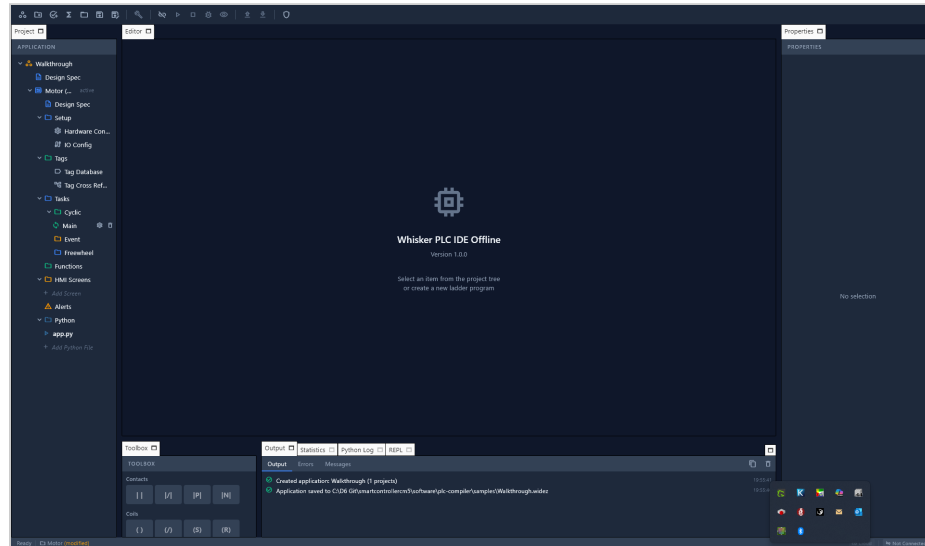 Project
Editor
Properties
APPLICATION
PROPERTIES
Walkthrough
Design Spec
Motor (... active
Design Spec
Setup
Hardware Con...
IO Config
Tags
Tag Database
Tag Cross Ref...
Tasks
Cyclic
Main
Event
Freewheel
Functions
HMI Screens
+ Add Screen
Alerts
Python
app.py
+ Add Python File
Whisker PLC IDE Offline
Version 1.0.0
Select an item from the project tree
or create a new ladder program
No selection
Toolbox
TOOLBOX
Contacts
[ ] ]/[ [P] [N]
Coils
( ) (/) (S) (R)
Output Statistics Python Log REPL
Output Errors Messages
Created application: Walkthrough (1 projects)
Application saved to C:\D6 Git\smartcontrollercm5\software\plc-compiler\samples\Walkthrough.widez
Ready Motor (modified)
Not Connected